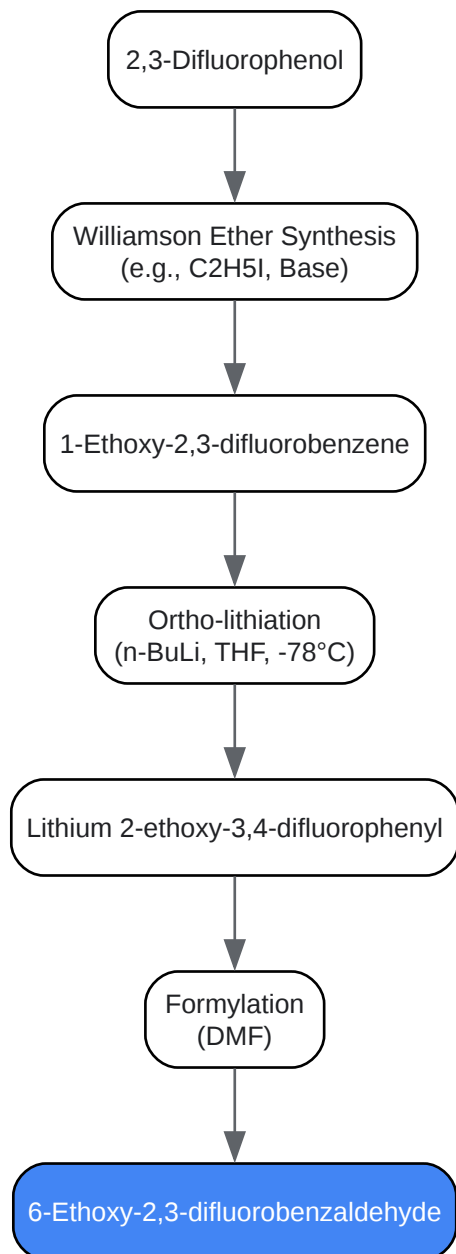 2,3-Difluorophenol
Williamson Ether Synthesis
(e.g., C2H5I, Base)
1-Ethoxy-2,3-difluorobenzene
Ortho-lithiation
(n-BuLi, THF, -78°C)
Lithium 2-ethoxy-3,4-difluorophenyl
Formylation
(DMF)
6-Ethoxy-2,3-difluorobenzaldehyde